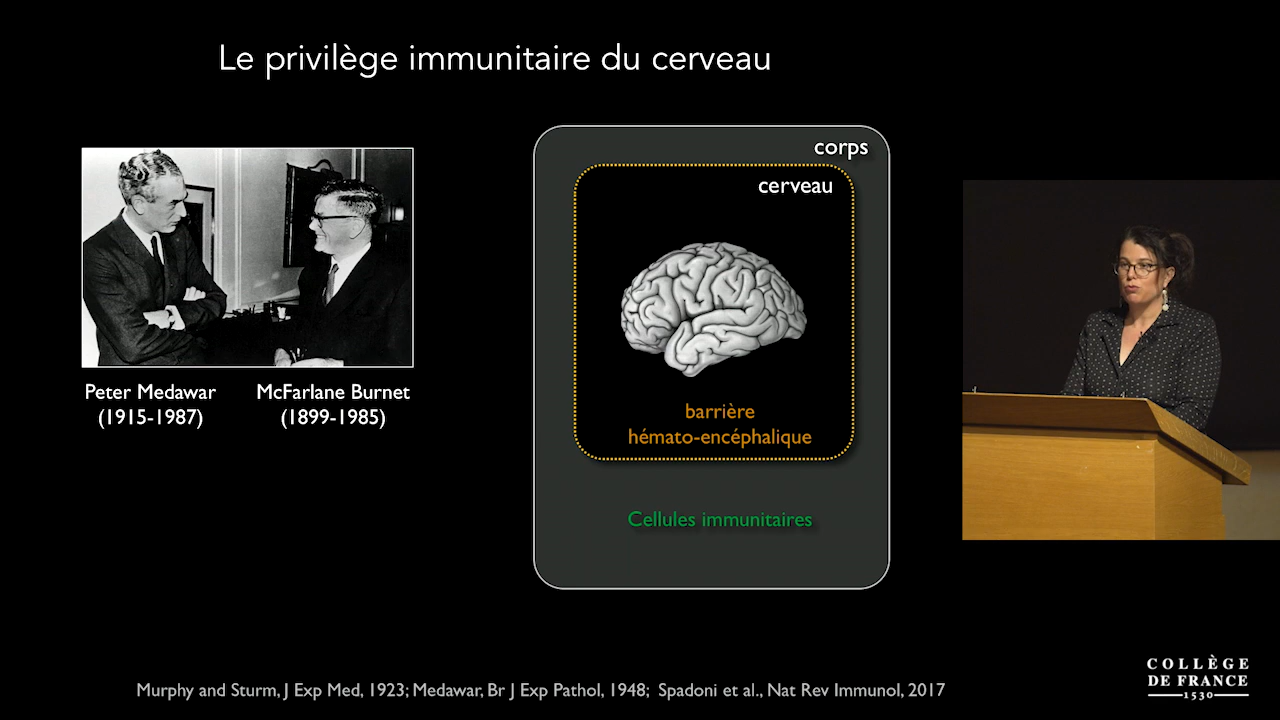 Le privilège immunitaire du cerveau
corps
cerveau
barrière
hémato-encéphalique
Cellules immunitaires
Peter Medawar
(1915-1987)
McFarlane Burnet
(1899-1985)
Murphy and Sturm, J Exp Med, 1923; Medawar, Br J Exp Pathol, 1948; Spadoni et al., Nat Rev Immunol, 2017
COLLÈGE
DE FRANCE
1530